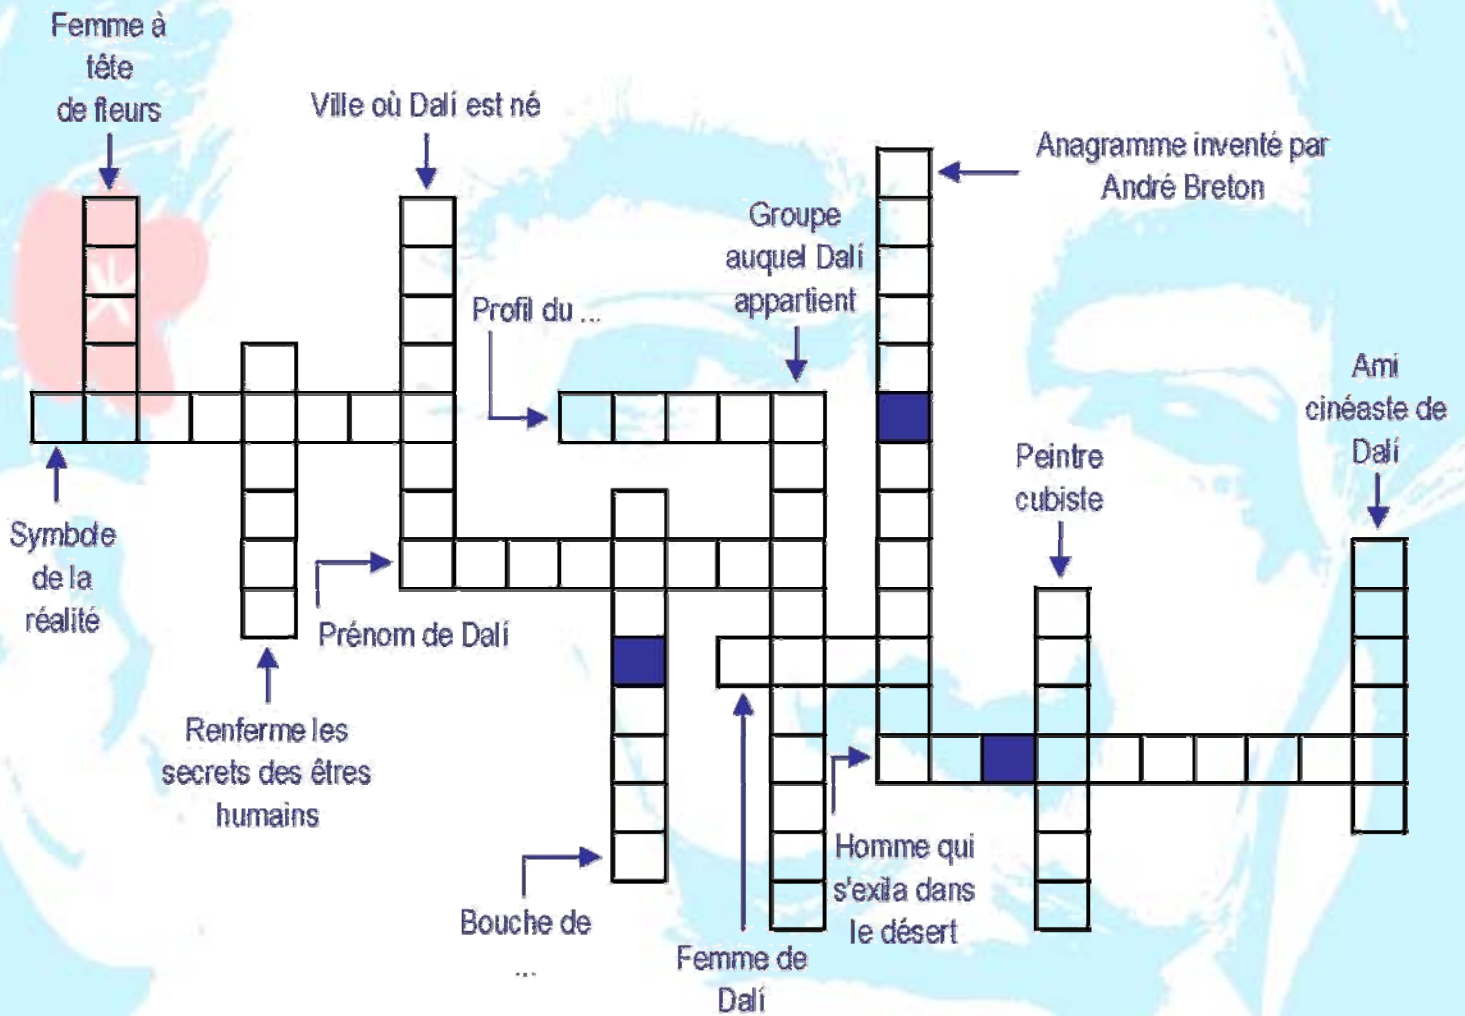 Femme à
tête
de fleurs
Ville où Dalí est né
Anagramme inventé par
André Breton
Groupe
auquel Dalí
appartient
Profil du ...
Ami
cinéaste de
Dalí
Peintre
cubiste
Symbole
de la
réalité
Prénom de Dalí
Renferme les
secrets des êtres
humains
Homme qui
s'exila dans
le désert
Bouche de
...
Femme de
Dalí